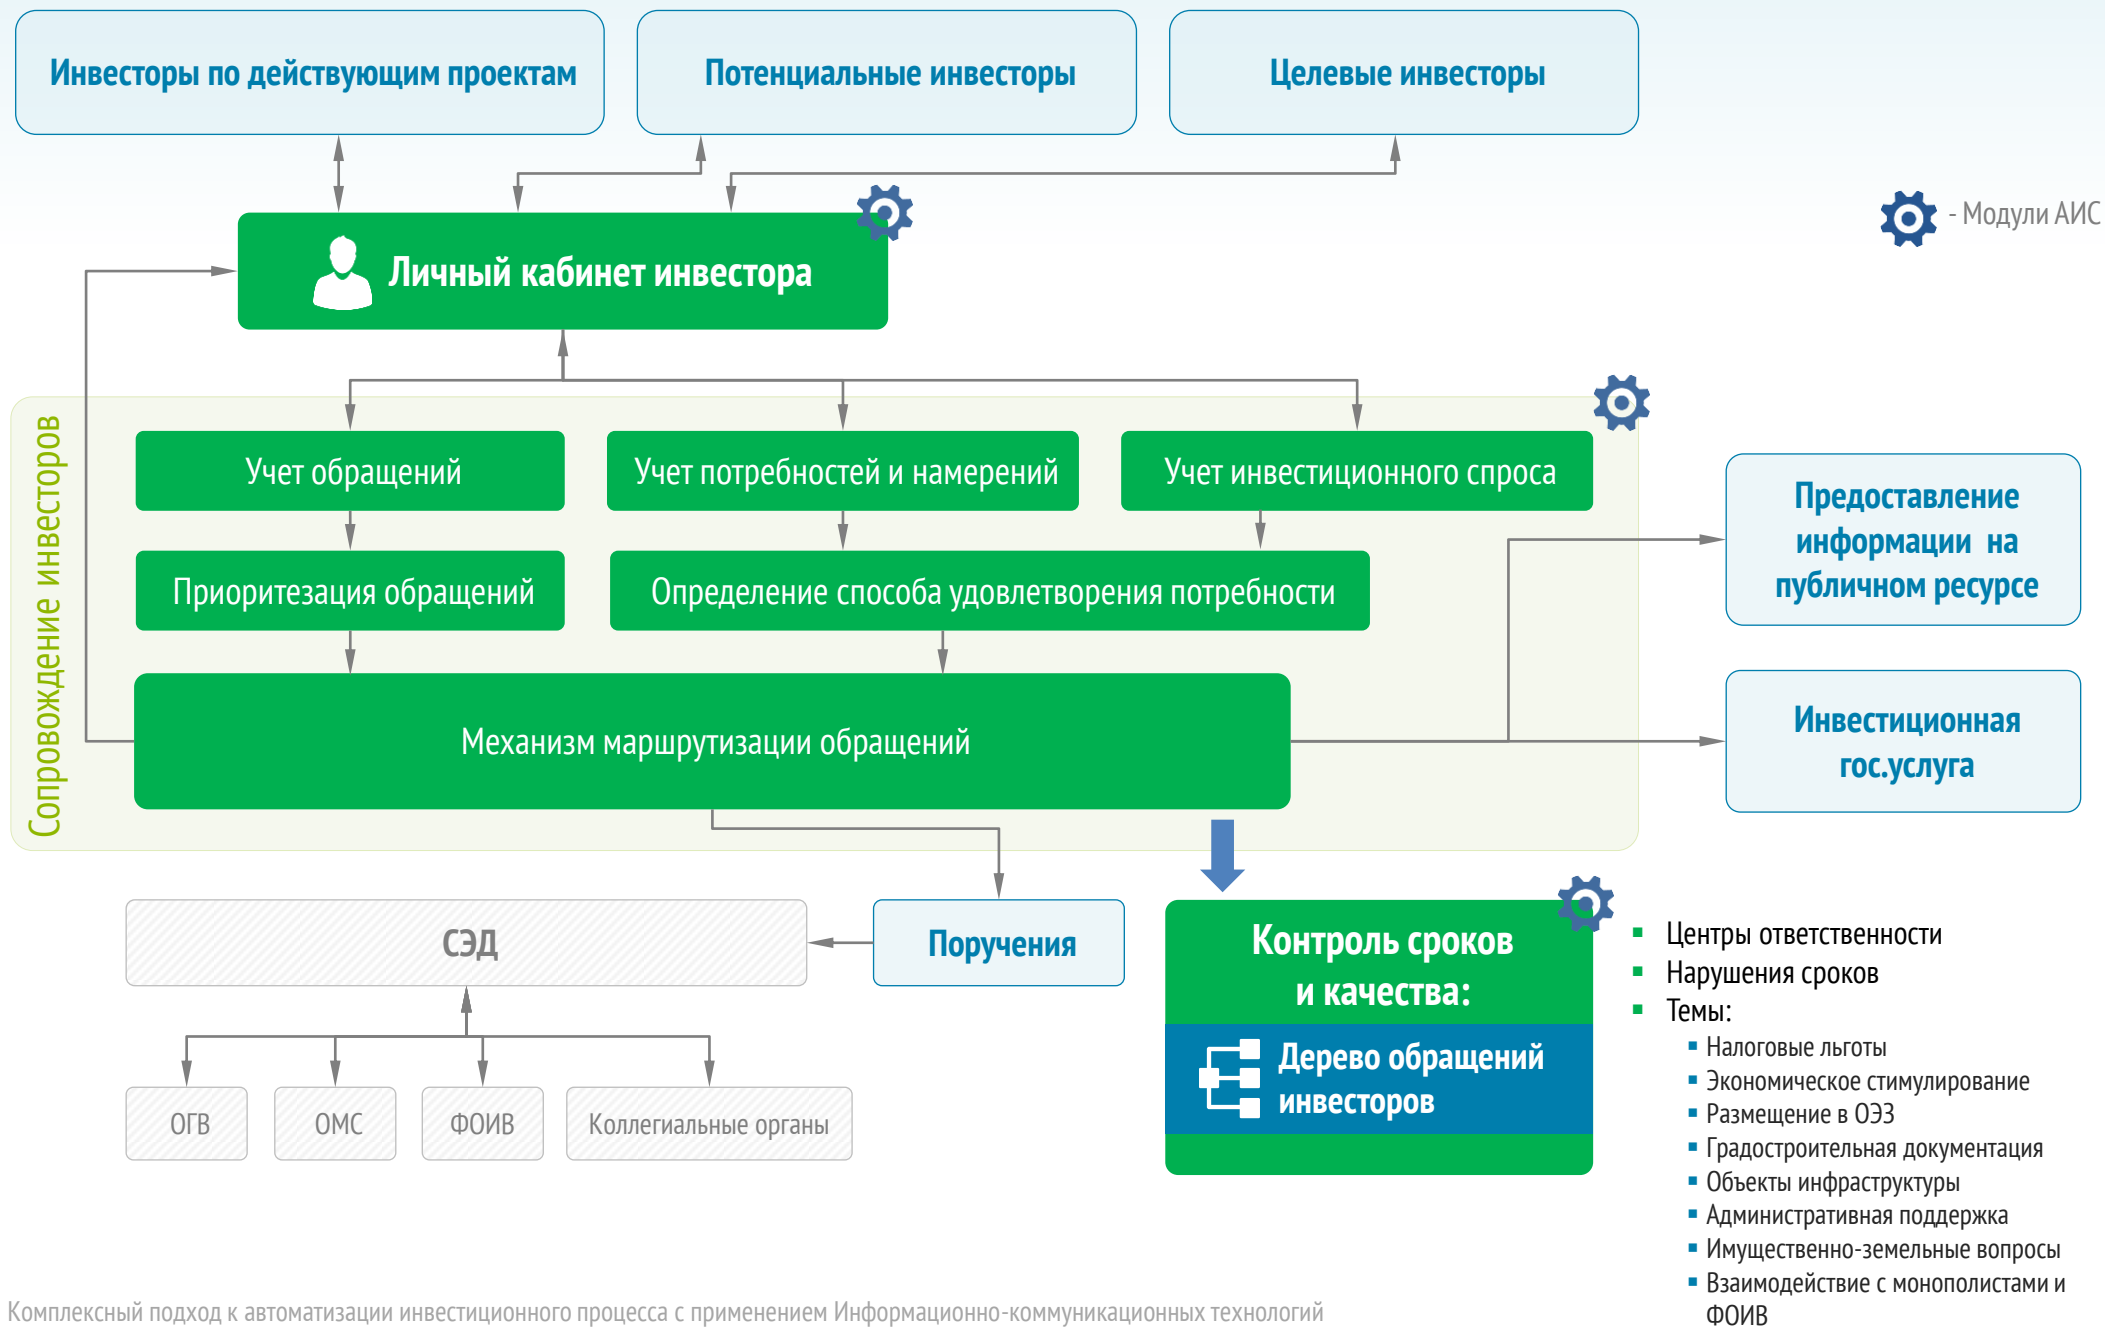 Инвесторы по действующим проектам
Потенциальные инвесторы
Целевые инвесторы
- Модули АИС
Личный кабинет инвестора
Сопровождение инвесторов
Учет обращений
Учет потребностей и намерений
Учет инвестиционного спроса
Приоритезация обращений
Определение способа удовлетворения потребности
Механизм маршрутизации обращений
Предоставление
информации на
публичном ресурсе
Инвестиционная
гос.услуга
СЭД
Поручения
ОГВ
ОМС
ФОИВ
Коллегиальные органы
Контроль сроков
и качества:
Дерево обращений
инвесторов
Центры ответственности
Нарушения сроков
Темы:
Налоговые льготы
Экономическое стимулирование
Размещение в ОЭЗ
Градостроительная документация
Объекты инфраструктуры
Административная поддержка
Имущественно-земельные вопросы
Взаимодействие с монополистами и
ФОИВ
Комплексный подход к автоматизации инвестиционного процесса с применением Информационно-коммуникационных технологий